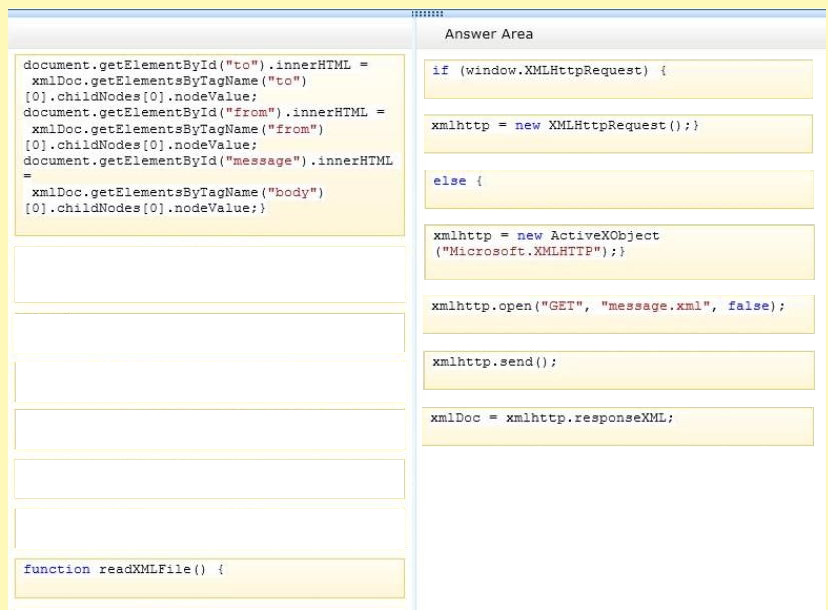 document.getElementById("to").innerHTML =
xmlDoc.getElementsByTagName("to")
[0].childNodes[0].nodeValue;
document.getElementById("from").innerHTML =
xmlDoc.getElementsByTagName("from")
[0].childNodes[0].nodeValue;
document.getElementById("message").innerHTML
=
xmlDoc.getElementsByTagName("body")
[0].childNodes[0].nodeValue;}
function readXMLFile() {
Answer Area
if (window.XMLHttpRequest) {
xmlhttp = new XMLHttpRequest();}
else {
xmlhttp = new ActiveXObject
("Microsoft.XMLHTTP");}
xmlhttp.open("GET", "message.xml", false);
xmlhttp.send();
xmlDoc = xmlhttp.responseXML;